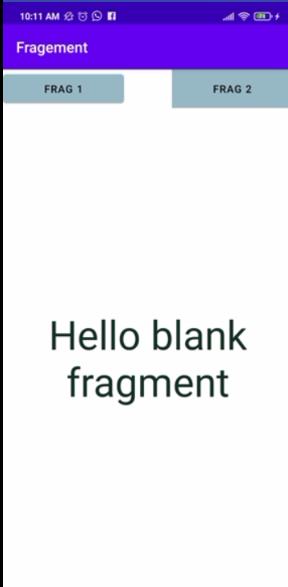 10:11 AM
Fragement
FRAG 1
FRAG 2
Hello blank
fragment